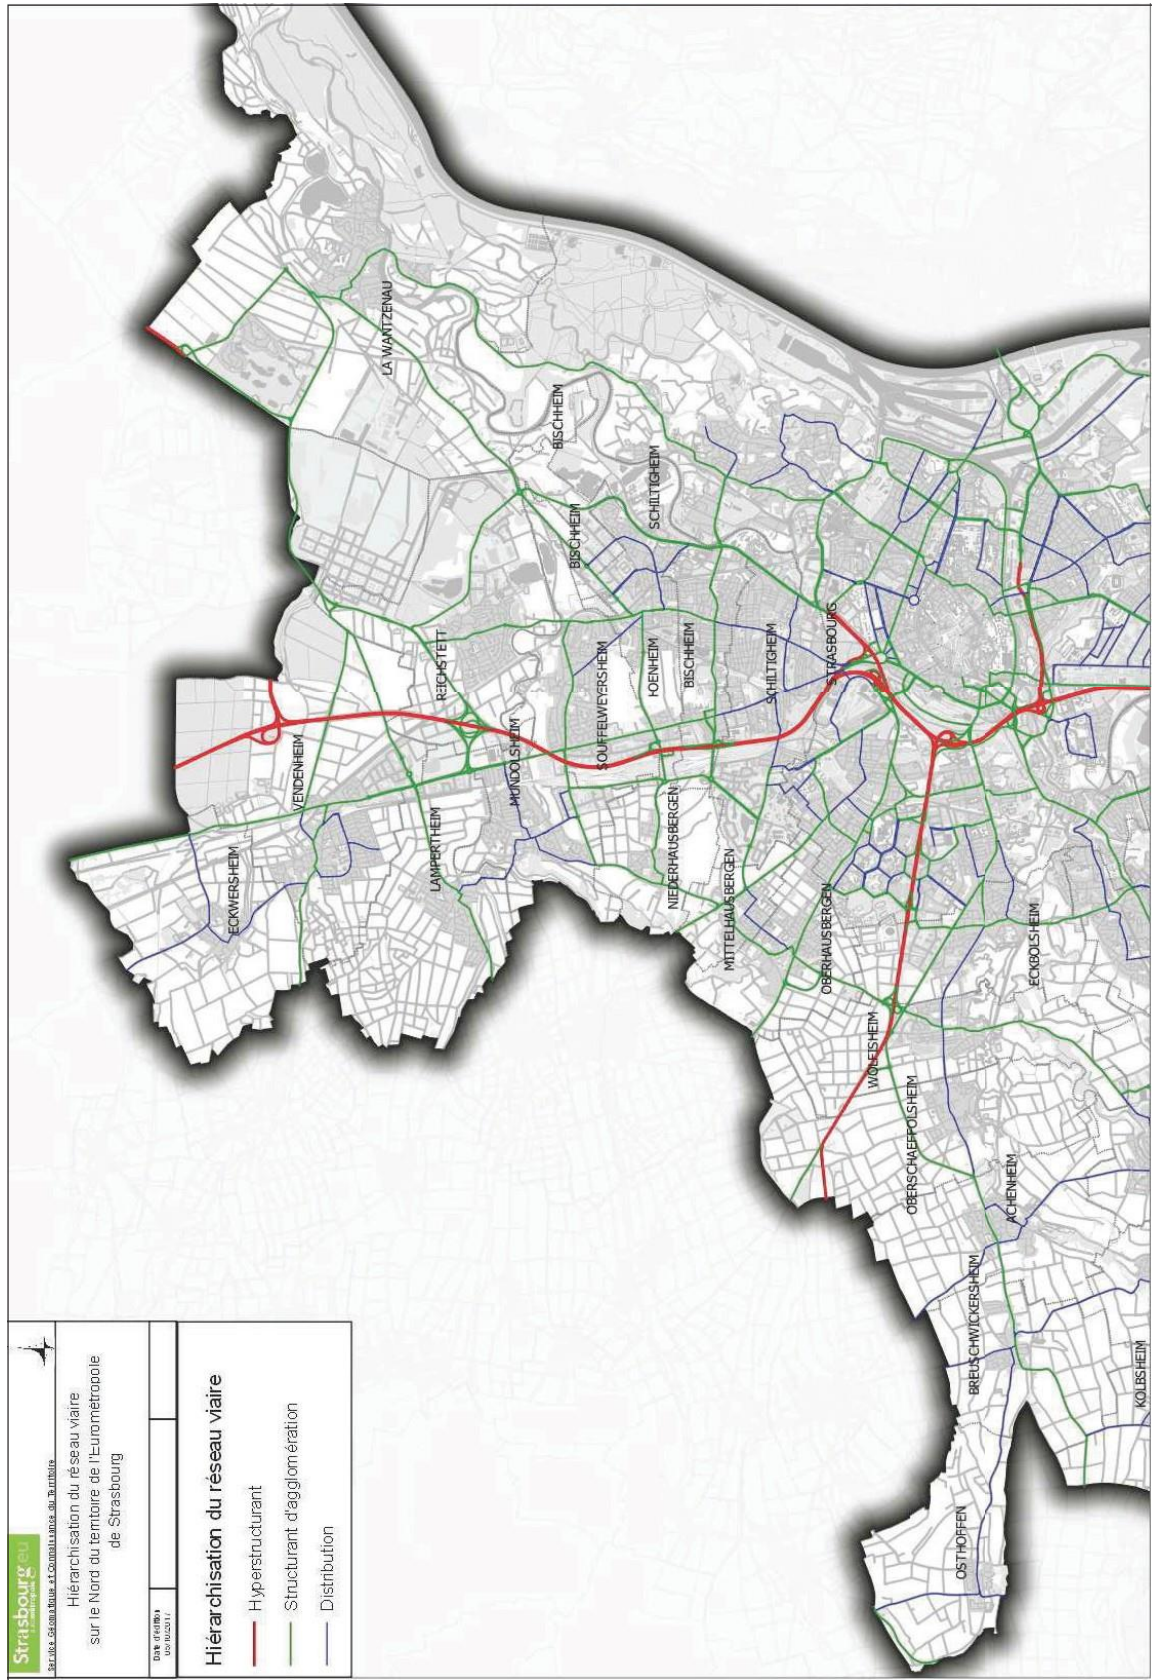 Strasbourg.eu
eurométropole
Service Géomatique et Connaissance du Territoire
Hiérarchisation du réseau viaire
sur le Nord du territoire de l'Eurométropole
de Strasbourg
Date d'édition
Hiérarchisation du réseau viaire
Hyperstructurant
Structurant d'agglomération
Distribution
ECKWERSHEIM
VENDENHEIM
LAMPERTHEIM
MUNDOLSHEIM
REICHSTETT
LA WANTZENAU
BISCHHEIM
BISCHHEIM
SCHILTIGHEIM
SOUFFELWEYERSHEIM
HOENHEIM
BISCHHEIM
SCHILTIGHEIM
STRASBOURG
NIEDERHAUSBERGEN
MITTELHAUSBERGEN
OBERHAUSBERGEN
WOLFISHEIM
ECKBOLSHEIM
OBERSCHAEFFOLSHEIM
ACHENHEIM
BREUSCHWICKERSHEIM
OSTHOFFEN
KOLBSHEIM